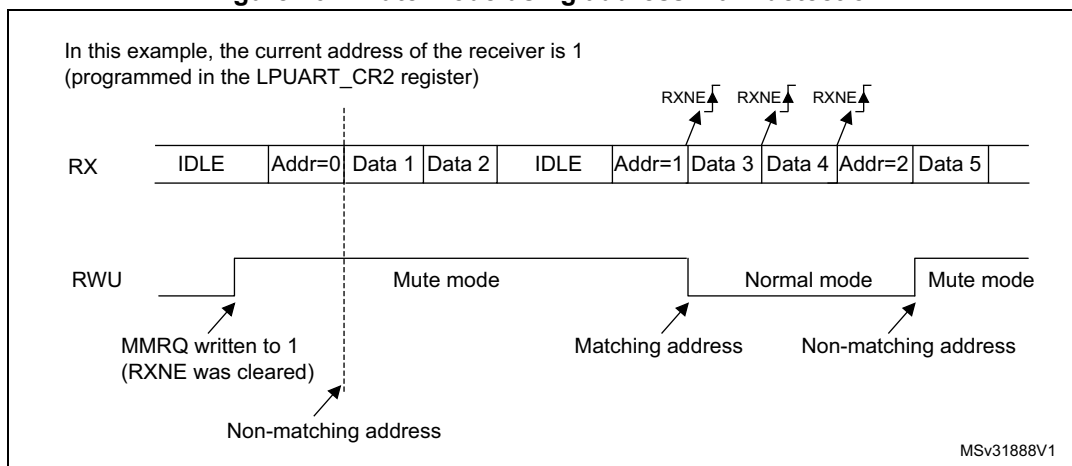 In this example, the current address of the receiver is 1
(programmed in the LPUART_CR2 register)
RXNE RXNE RXNE
RX IDLE Addr=0 Data 1 Data 2 IDLE Addr=1 Data 3 Data 4 Addr=2 Data 5
RWU Mute mode Normal mode Mute mode
MMRQ written to 1 Matching address Non-matching address
(RXNE was cleared)
Non-matching address
MSv31888V1